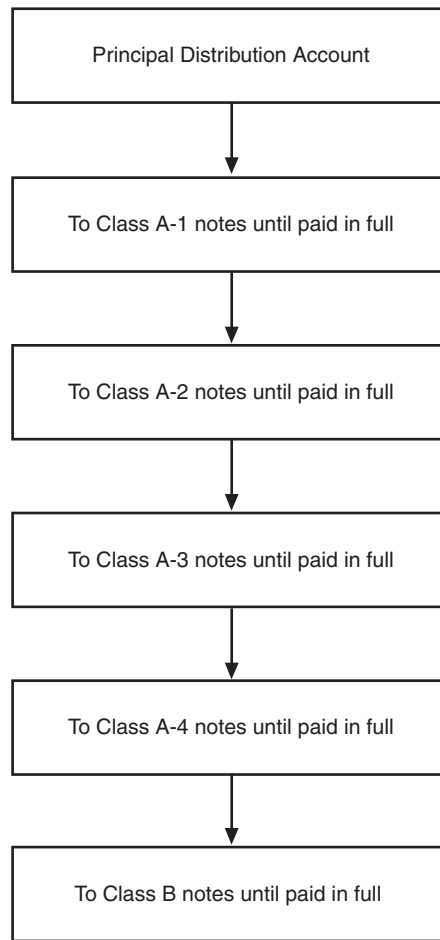 Principal Distribution Account
To Class A-1 notes until paid in full
To Class A-2 notes until paid in full
To Class A-3 notes until paid in full
To Class A-4 notes until paid in full
To Class B notes until paid in full